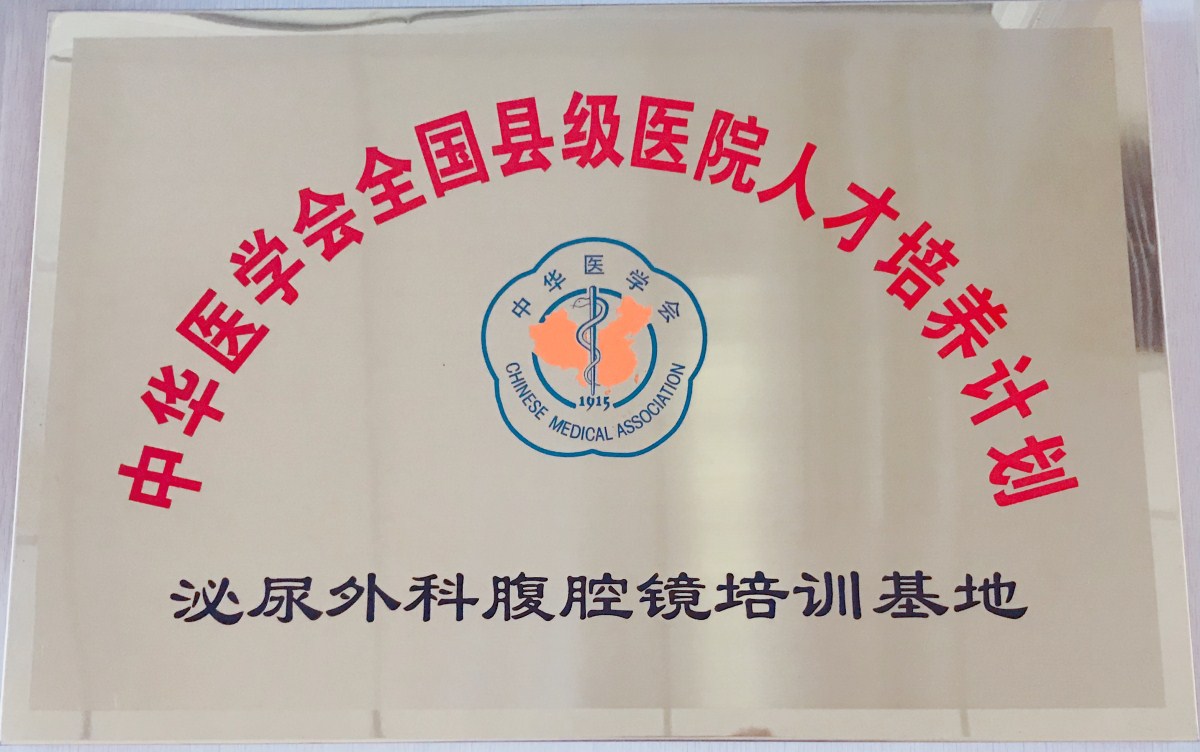 中华医学会全国县级医院人才培养计划
中华医学会
1915
CHINESE MEDICAL ASSOCIATION
泌尿外科腹腔镜培训基地